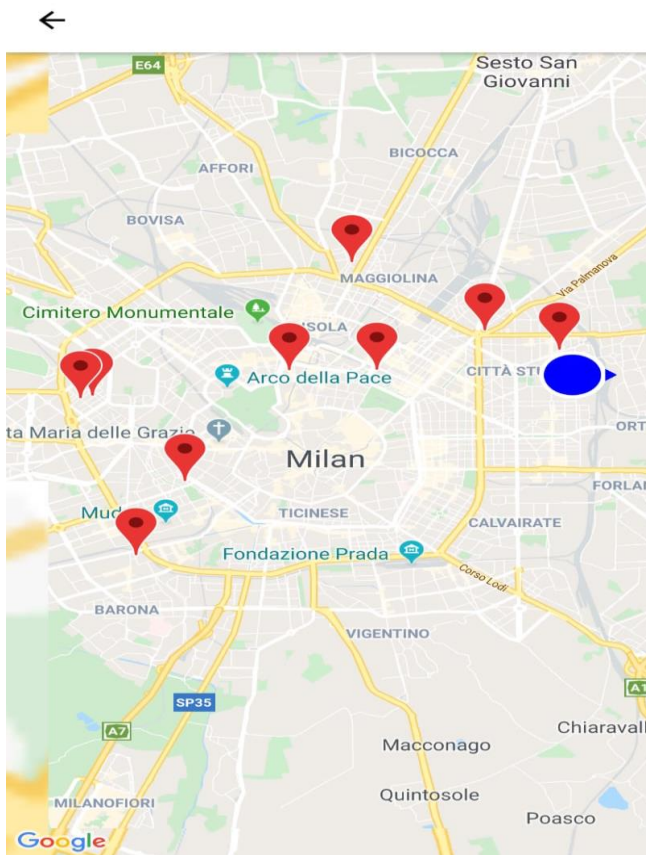 E64
Sesto San
Giovanni
BICOCCA
AFFORI
BOVISA
MAGGIOLINA
Via Palmanova
Cimitero Monumentale
ISOLA
CITTÀ STU
Arco della Pace
ta Maria delle Grazie
ORT
Milan
FORLA
Mud
TICINESE
CALVAIRATE
Fondazione Prada
Corso Lodi
BARONA
VIGENTINO
SP35
A1
A7
Chiaravall
Macconago
Quintosole
MILANOFIORI
Poasco
Google